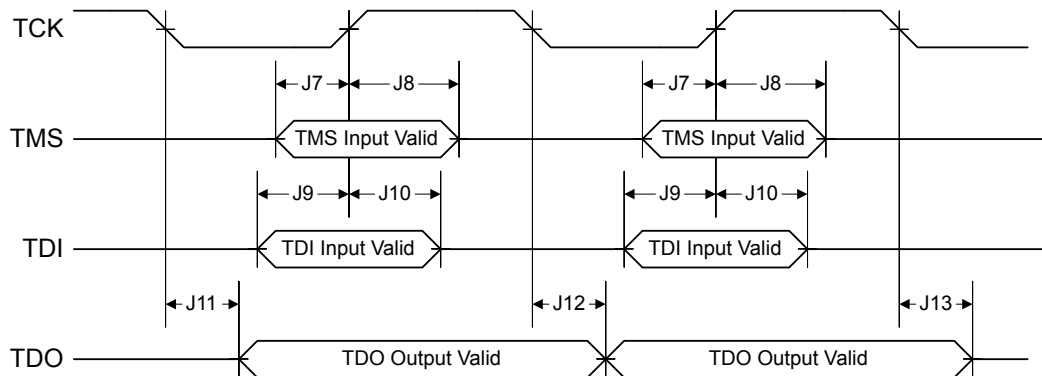 TCK
J7 J8 J7 J8
TMS TMS Input Valid TMS Input Valid
J9 J10 J9 J10
TDI TDI Input Valid TDI Input Valid
J11 J12 J13
TDO TDO Output Valid TDO Output Valid